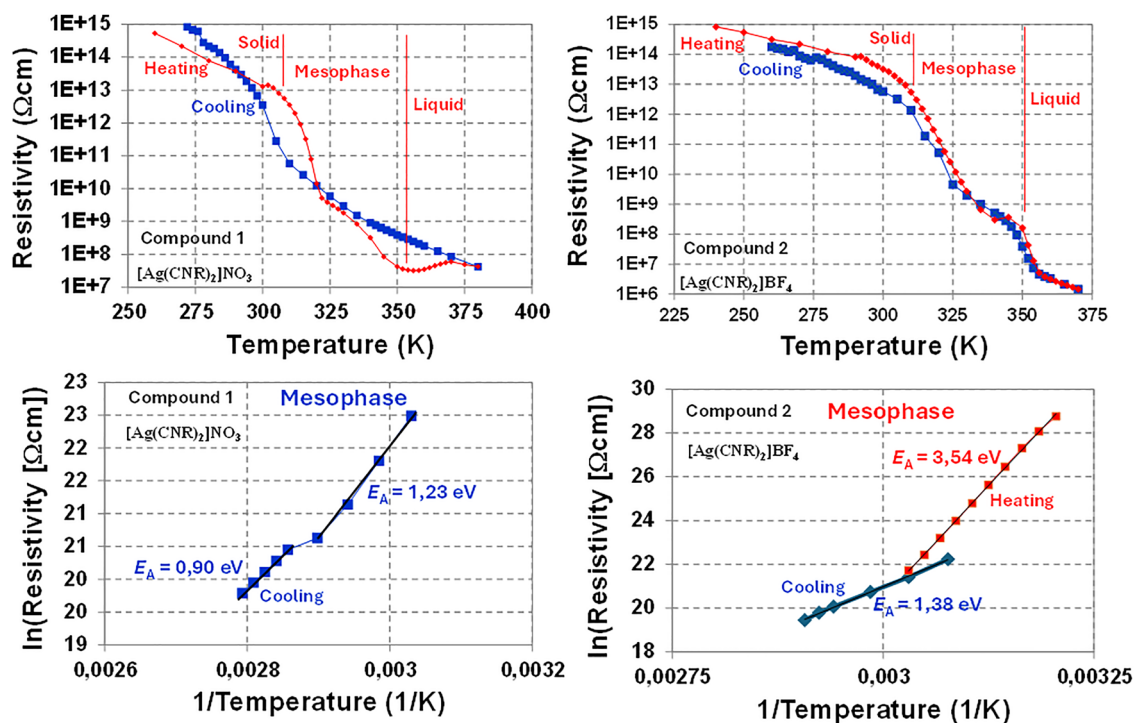 1E+15
1E+14
1E+13
1E+12
1E+11
1E+10
1E+9
1E+8
1E+7
Resistivity (Ωcm)
Solid
Heating
Mesophase
Cooling
Liquid
Compound 1
[Ag(CNR)2]NO3
250
275
300
325
350
375
400
Temperature (K)
1E+15
1E+14
1E+13
1E+12
1E+11
1E+10
1E+9
1E+8
1E+7
1E+6
Resistivity (Ωcm)
Heating
Solid
Cooling
Mesophase
Liquid
Compound 2
[Ag(CNR)2]BF4
225
250
275
300
325
350
375
Temperature (K)
23
23
22
22
21
21
20
20
19
ln(Resistivity [Ωcm])
Compound 1
Mesophase
[Ag(CNR)2]NO3
EA = 1,23 eV
EA = 0,90 eV
Cooling
0,0026
0,0028
0,003
0,0032
1/Temperature (1/K)
30
28
26
24
22
20
18
ln(Resistivity [Ωcm])
Compound 2
Mesophase
[Ag(CNR)2]BF4
EA = 3,54 eV
Heating
Cooling
EA = 1,38 eV
0,00275
0,003
0,00325
1/Temperature (1/K)